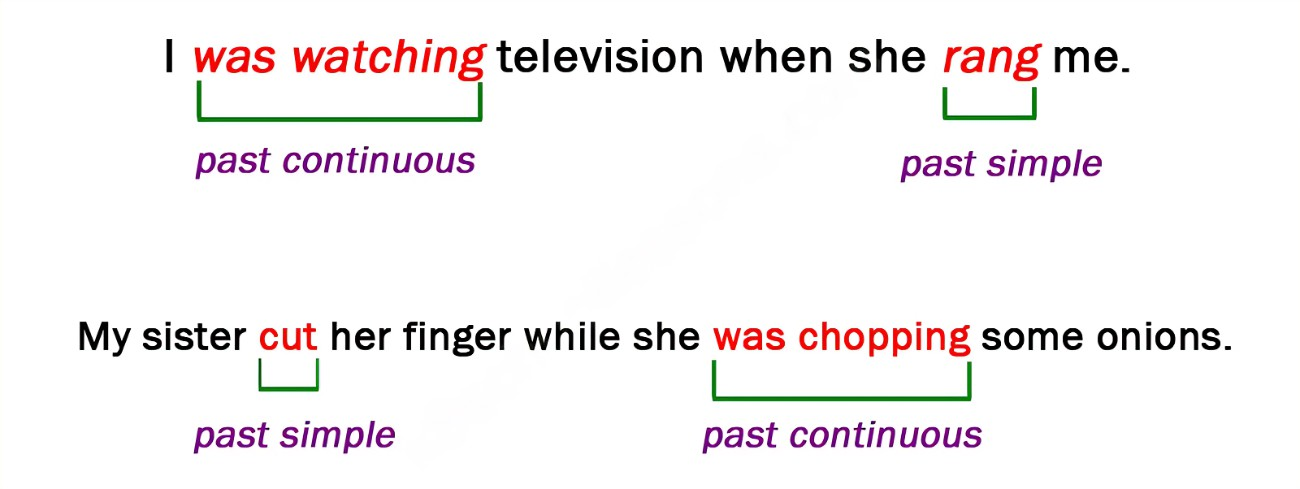 I was watching television when she rang me.
past continuous past simple
My sister cut her finger while she was chopping some onions.
past simple past continuous